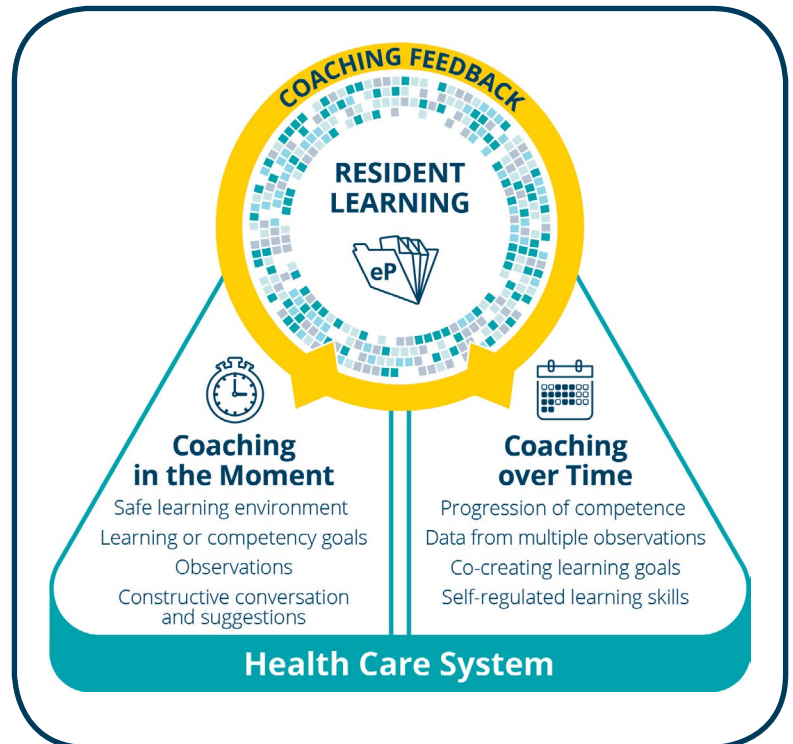 COACHING FEEDBACK
RESIDENT
LEARNING
eP
Coaching
in the Moment
Safe learning environment
Learning or competency goals
Observations
Constructive conversation
and suggestions
Coaching
over Time
Progression of competence
Data from multiple observations
Co-creating learning goals
Self-regulated learning skills
Health Care System